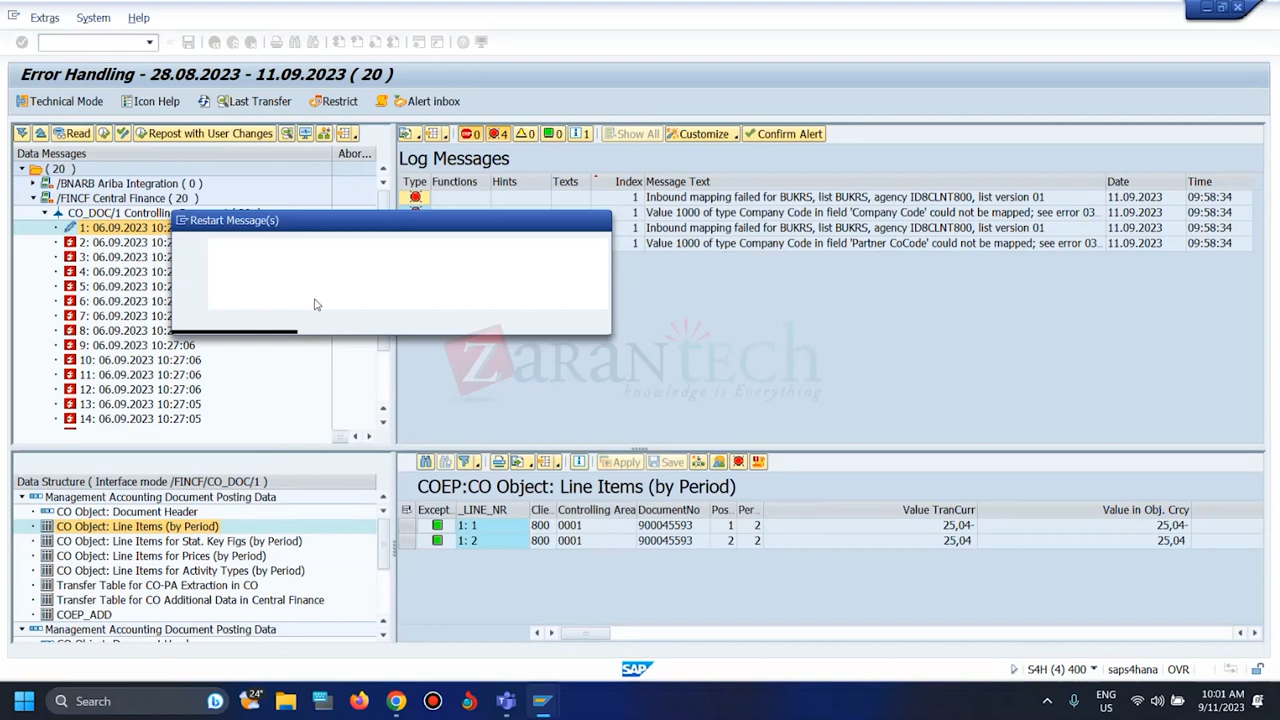 Extras System Help
Error Handling - 28.08.2023 - 11.09.2023 ( 20 )
Technical Mode Icon Help Last Transfer Restrict Alert inbox
Read Repost with User Changes
Data Messages Abor...
( 20 )
/BNARB Ariba Integration ( 0 )
/FINCF Central Finance ( 20 )
CO_DOC/1 Controlling
1: 06.09.2023 10:2
2: 06.09.2023 10:2
3: 06.09.2023 10:2
4: 06.09.2023 10:2
5: 06.09.2023 10:2
6: 06.09.2023 10:2
7: 06.09.2023 10:2
8: 06.09.2023 10:2
9: 06.09.2023 10:27:06
10: 06.09.2023 10:27:06
11: 06.09.2023 10:27:06
12: 06.09.2023 10:27:06
13: 06.09.2023 10:27:05
14: 06.09.2023 10:27:05
Restart Message(s)
0 4 0 0 1 Show All Customize Confirm Alert
Log Messages
Type Functions Hints Texts Index Message Text Date Time
1 Inbound mapping failed for BUKRS, list BUKRS, agency ID8CLNT800, list version 01 11.09.2023 09:58:34
1 Value 1000 of type Company Code in field 'Company Code' could not be mapped; see error 03... 11.09.2023 09:58:34
1 Inbound mapping failed for BUKRS, list BUKRS, agency ID8CLNT800, list version 01 11.09.2023 09:58:34
1 Value 1000 of type Company Code in field 'Partner CoCode' could not be mapped; see error 03... 11.09.2023 09:58:34
ZaranTech
knowledge is Everything
Data Structure ( Interface mode /FINCF/CO_DOC/1 )
Management Accounting Document Posting Data
CO Object: Document Header
CO Object: Line Items (by Period)
CO Object: Line Items for Stat. Key Figs (by Period)
CO Object: Line Items for Prices (by Period)
CO Object: Line Items for Activity Types (by Period)
Transfer Table for CO-PA Extraction in CO
Transfer Table for CO Additional Data in Central Finance
COEP_ADD
Management Accounting Document Posting Data
Apply Save
COEP:CO Object: Line Items (by Period)
Except _LINE_NR Clie Controlling Area DocumentNo Pos Per Value TranCurr Value in Obj. Crcy
1: 1 800 0001 900045593 1 2 25,04- 25,04-
1: 2 800 0001 900045593 2 2 25,04 25,04
SAP
S4H (4) 400 saps4hana OVR
Search 24° ENG US 10:01 AM 9/11/2023